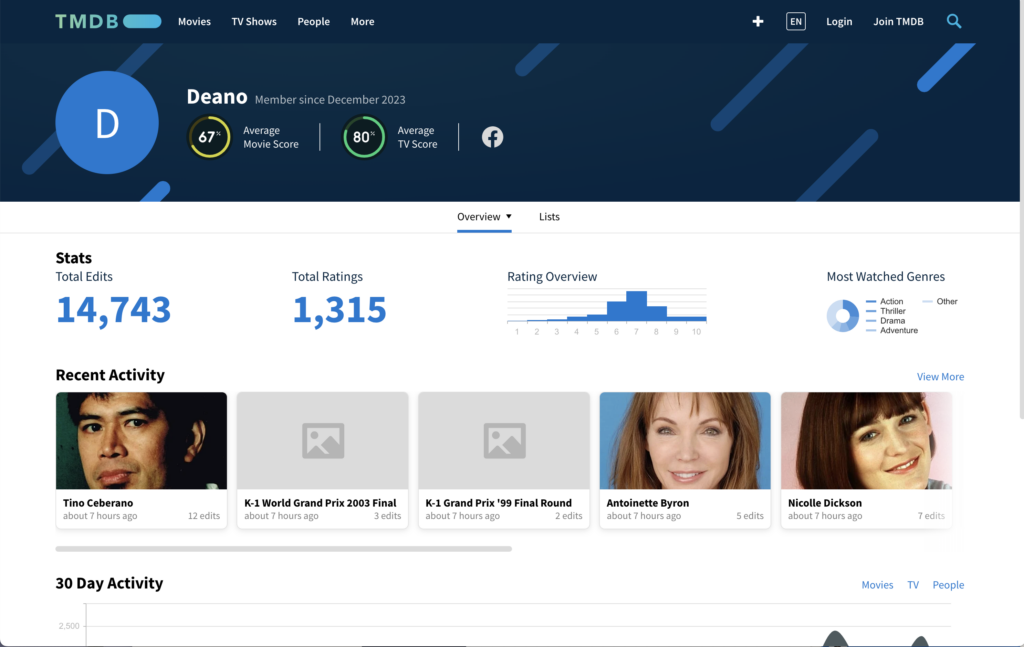 TMDB Movies TV Shows People More + EN Login Join TMDB
D
Deano Member since December 2023
67% Average Movie Score
80% Average TV Score
Overview ▼ Lists
Stats
Total Edits
14,743
Total Ratings
1,315
Rating Overview
1 2 3 4 5 6 7 8 9 10
Most Watched Genres
Action
Thriller
Drama
Adventure
Other
Recent Activity View More
Tino Ceberano
about 7 hours ago 12 edits
K-1 World Grand Prix 2003 Final
about 7 hours ago 3 edits
K-1 Grand Prix '99 Final Round
about 7 hours ago 2 edits
Antoinette Byron
about 7 hours ago 5 edits
Nicolle Dickson
about 7 hours ago 7 edits
30 Day Activity Movies TV People
2,500